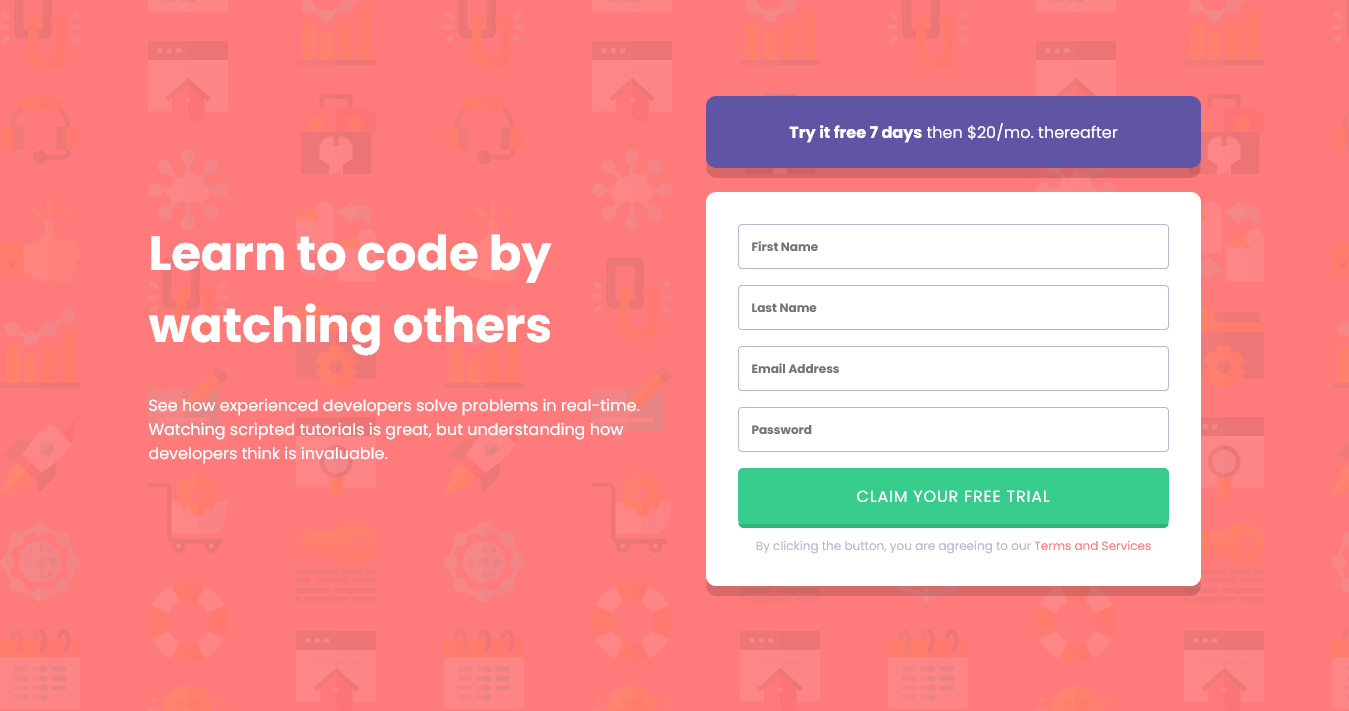 Learn to code by
watching others
See how experienced developers solve problems in real-time.
Watching scripted tutorials is great, but understanding how
developers think is invaluable.
Try it free 7 days then $20/mo. thereafter
First Name
Last Name
Email Address
Password
CLAIM YOUR FREE TRIAL
By clicking the button, you are agreeing to our Terms and Services